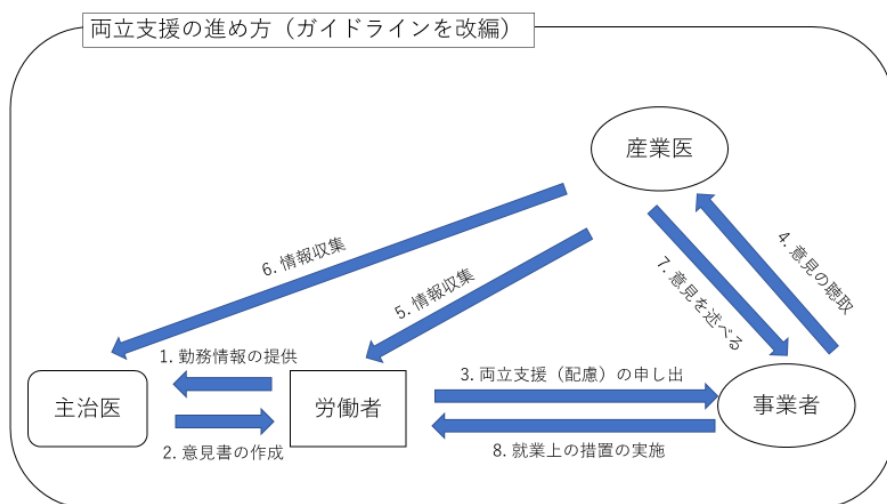 両立支援の進め方（ガイドラインを改編）
産業医
6. 情報収集
5. 情報収集
4. 意見の聴取
7. 意見を述べる
1. 勤務情報の提供
3. 両立支援（配慮）の申し出
主治医
労働者
事業者
2. 意見書の作成
8. 就業上の措置の実施